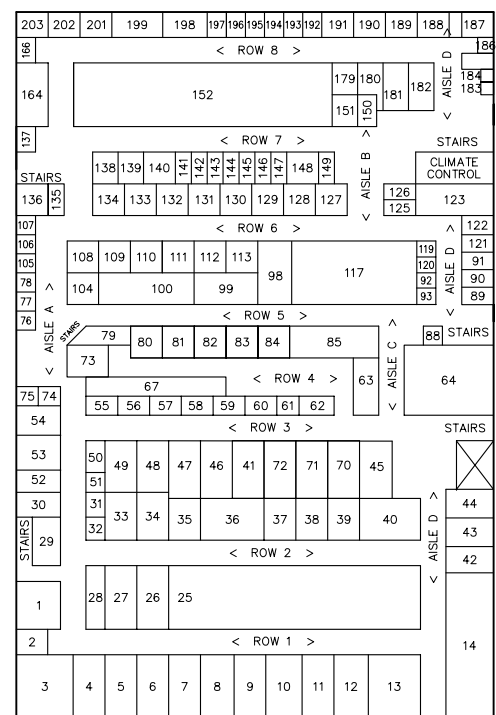 203 202 201 199 198 197 196 195 194 193 192 191 190 189 188 187
166 < ROW 8 > AISLE D 186
164 152 179 180 181 182 184
183
151 150
137 < ROW 7 > AISLE B STAIRS
138 139 140 141 142 143 144 145 146 147 148 149 CLIMATE
CONTROL
STAIRS
136 135 134 133 132 131 130 129 128 127 126 123
125
107 < ROW 6 > 122
106 108 109 110 111 112 113 98 117 119 AISLE D 121
105 120 91
78 104 100 99 92 90
77 93 89
76 AISLE A < ROW 5 >
STAIRS 79 80 81 82 83 84 85 AISLE C 88 STAIRS
73 64
67 < ROW 4 > 63
75 74 55 56 57 58 59 60 61 62
54 < ROW 3 > STAIRS
53 50 49 48 47 46 41 72 71 70 45
52 51
30 31 33 34 35 36 37 38 39 40 AISLE D 44
STAIRS 29 32 43
< ROW 2 > 42
1 28 27 26 25
2 < ROW 1 > 14
3 4 5 6 7 8 9 10 11 12 13